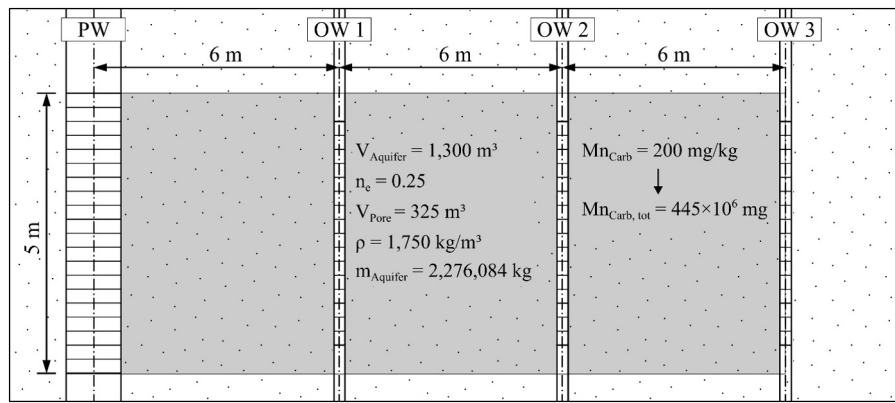 PW
OW 1
OW 2
OW 3
6 m
6 m
6 m
5 m
V_Aquifer = 1,300 m³
n_e = 0.25
V_Pore = 325 m³
ρ = 1,750 kg/m³
m_Aquifer = 2,276,084 kg
Mn_Carb = 200 mg/kg
↓
Mn_Carb, tot = 445×10⁶ mg